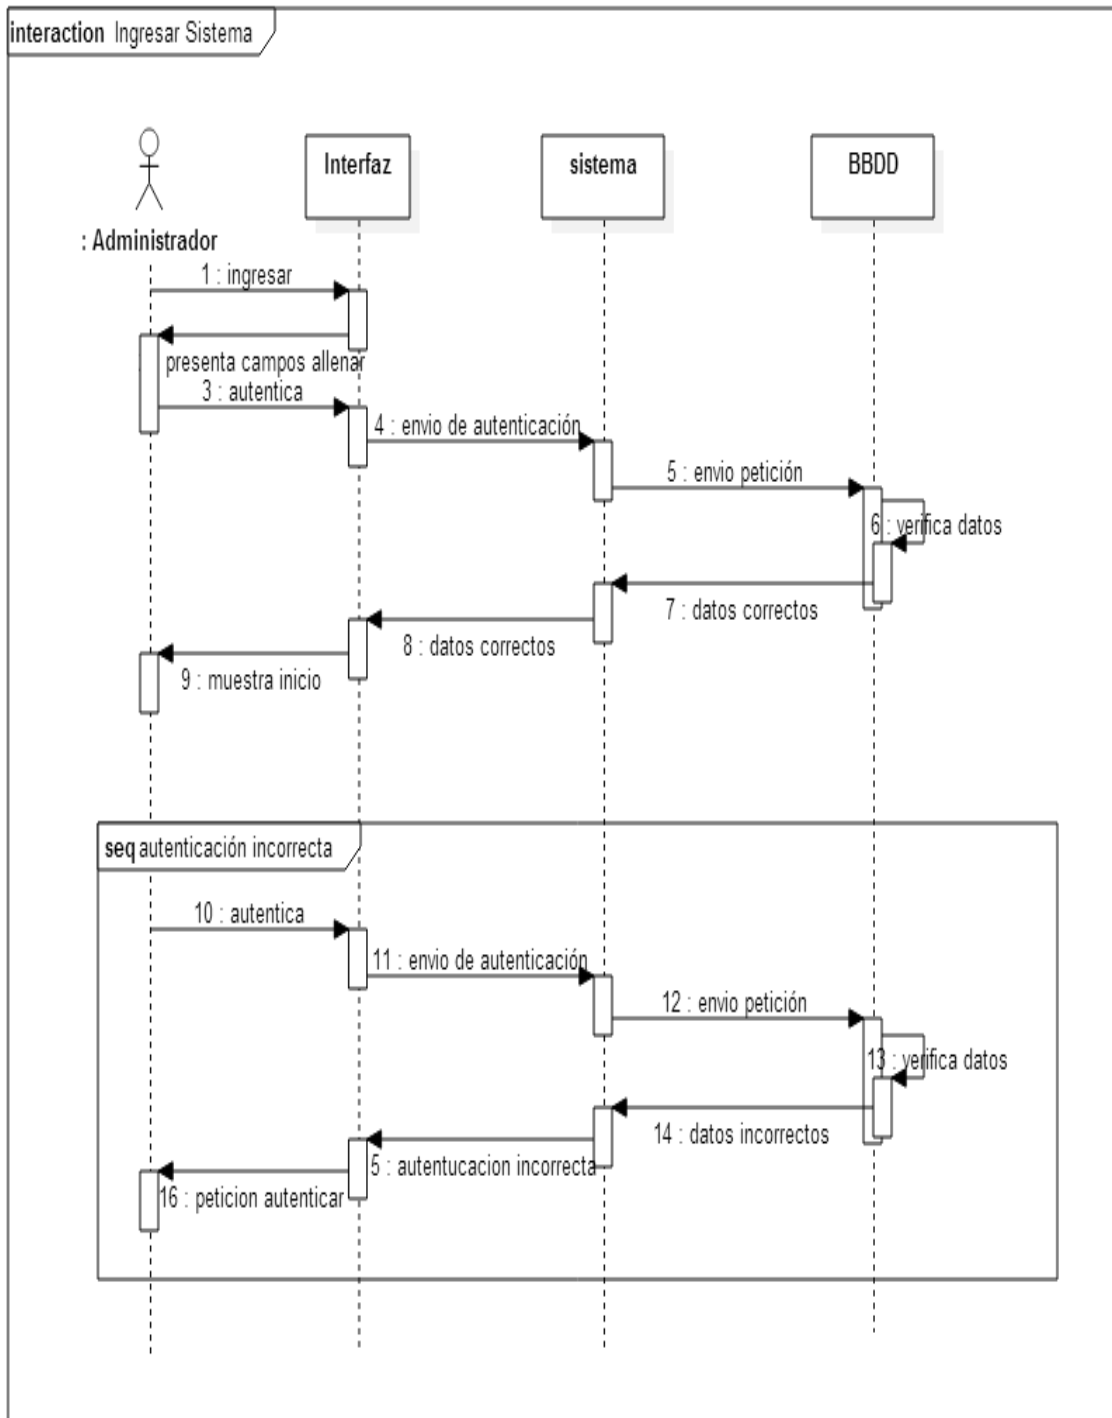 interaction Ingresar Sistema
Interfaz
sistema
BBDD
: Administrador
1 : ingresar
presenta campos allenar
3 : autentica
4 : envio de autenticación
5 : envio petición
6 : verifica datos
7 : datos correctos
8 : datos correctos
9 : muestra inicio
seq autenticación incorrecta
10 : autentica
11 : envio de autenticación
12 : envio petición
13 : verifica datos
14 : datos incorrectos
5 : autentucacion incorrecta
16 : peticion autenticar